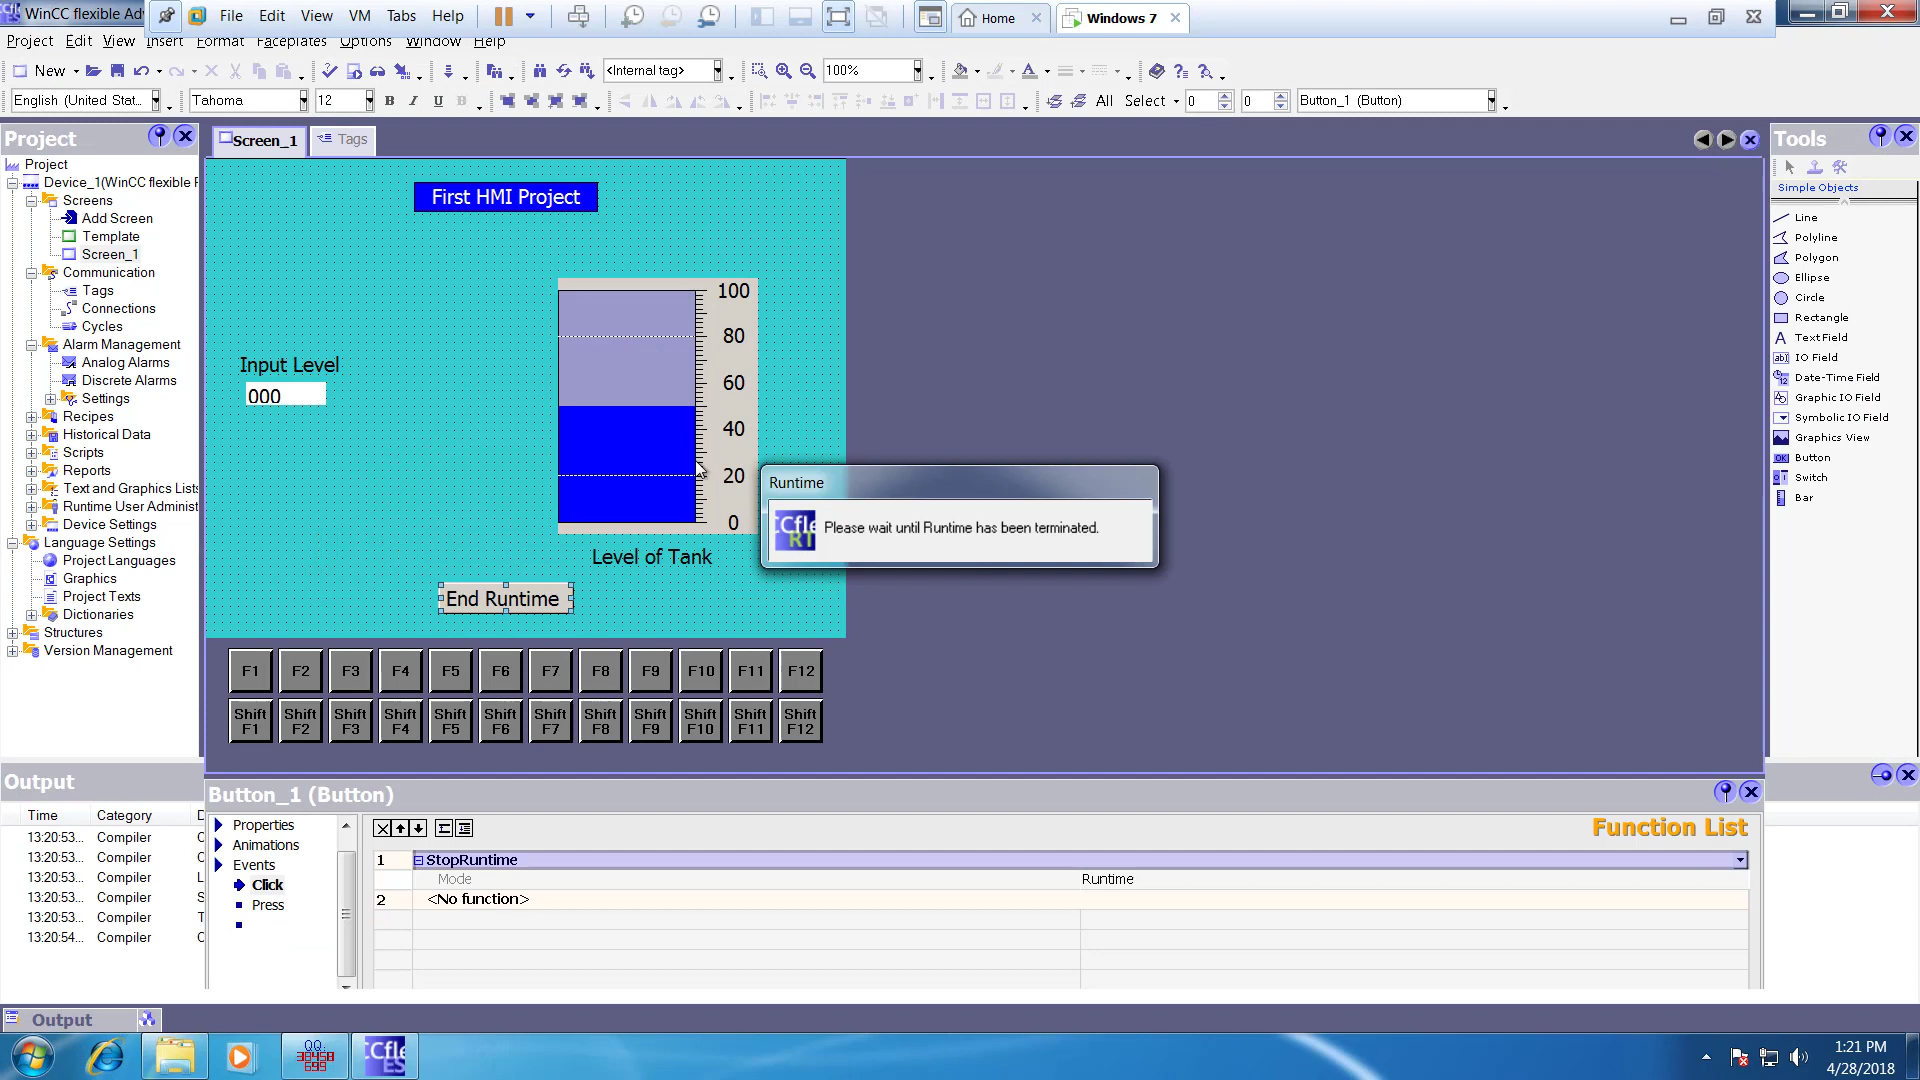 WinCC flexible Adv
File Edit View VM Tabs Help
Home
Windows 7
Project Edit View Insert Format Faceplates Options Window Help
New
<Internal tag>
100%
English (United Stat...
Tahoma
12
B I U B
A
All
Select
0
0
Button_1 (Button)
Project
Screen_1
Tags
Tools
Project
Device_1(WinCC flexible R
Screens
Add Screen
Template
Screen_1
Communication
Tags
Connections
Cycles
Alarm Management
Analog Alarms
Discrete Alarms
Settings
Recipes
Historical Data
Scripts
Reports
Text and Graphics Lists
Runtime User Administ
Device Settings
Language Settings
Project Languages
Graphics
Project Texts
Dictionaries
Structures
Version Management
First HMI Project
100
80
60
40
20
0
Input Level
000
Level of Tank
End Runtime
Runtime
Please wait until Runtime has been terminated.
F1 F2 F3 F4 F5 F6 F7 F8 F9 F10 F11 F12
Shift Shift Shift Shift Shift Shift Shift Shift Shift Shift Shift Shift
F1 F2 F3 F4 F5 F6 F7 F8 F9 F10 F11 F12
Simple Objects
Line
Polyline
Polygon
Ellipse
Circle
Rectangle
TextField
IO Field
Date-Time Field
Graphic IO Field
Symbolic IO Field
Graphics View
Button
Switch
Bar
Output
Time Category
13:20:53... Compiler
13:20:53... Compiler
13:20:53... Compiler
13:20:53... Compiler
13:20:53... Compiler
13:20:54... Compiler
Button_1 (Button)
Properties
Animations
Events
Click
Press
Function List
1 StopRuntime
Mode Runtime
2 <No function>
Output
1:21 PM
4/28/2018